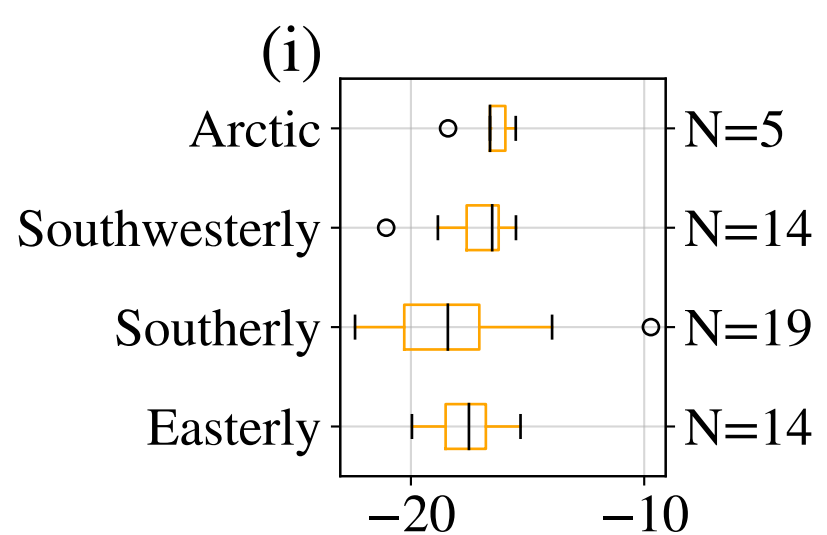 (i)
Arctic N=5
Southwesterly N=14
Southerly N=19
Easterly N=14
−20 −10